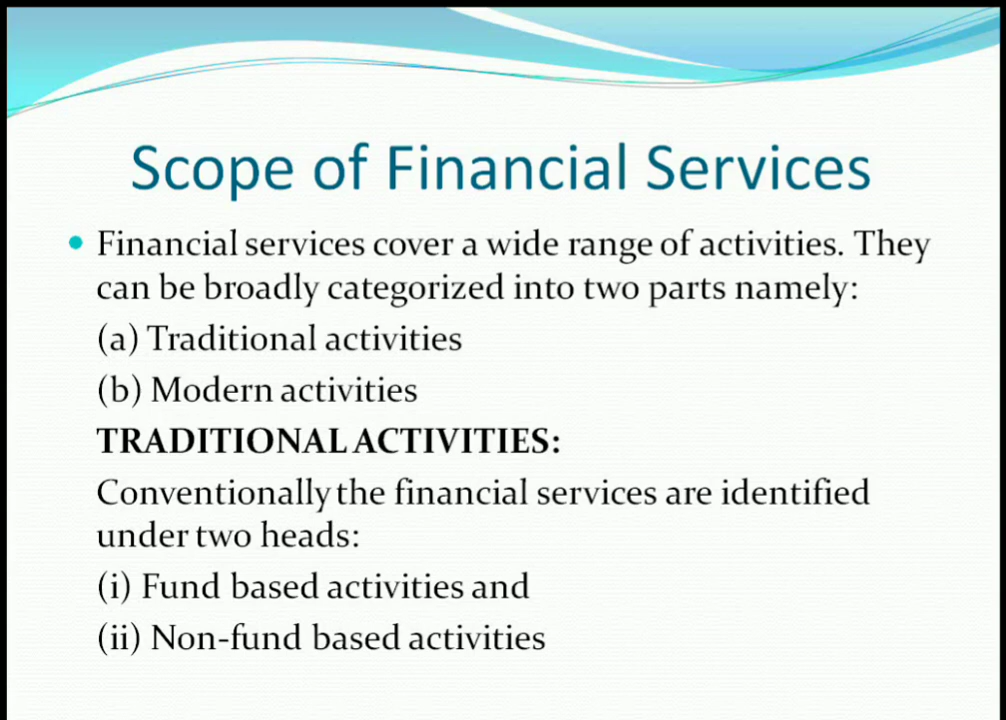 Scope of Financial Services
Financial services cover a wide range of activities. They
can be broadly categorized into two parts namely:
(a) Traditional activities
(b) Modern activities
TRADITIONAL ACTIVITIES:
Conventionally the financial services are identified
under two heads:
(i) Fund based activities and
(ii) Non-fund based activities